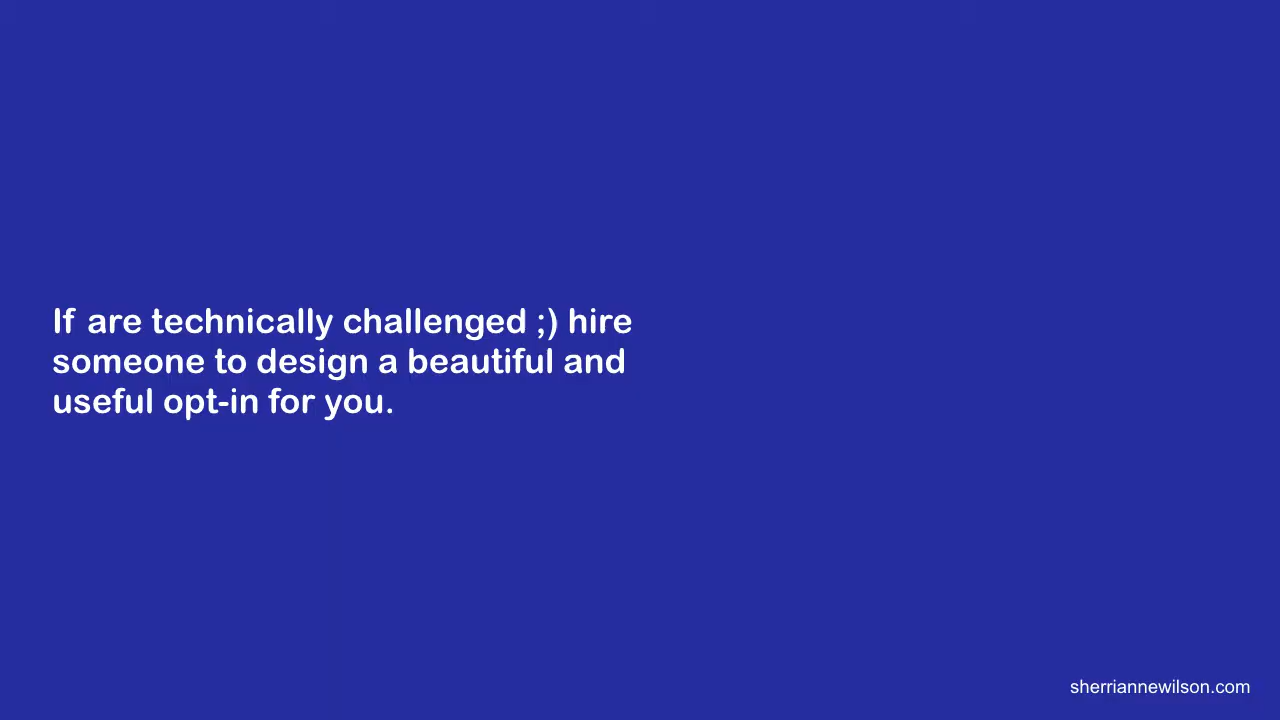 If are technically challenged ;) hire
someone to design a beautiful and
useful opt-in for you.
sherriannewilson.com